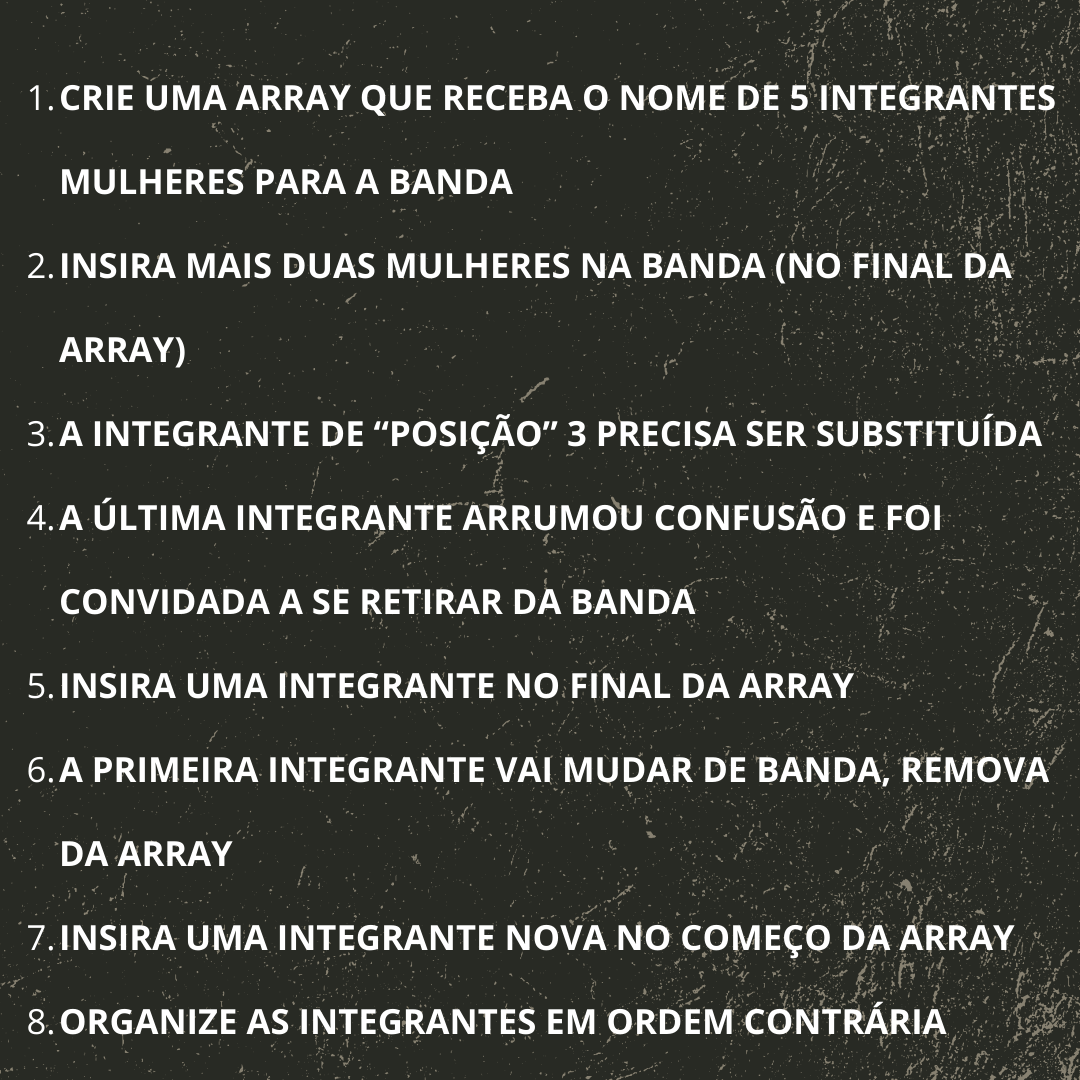 1. CRIE UMA ARRAY QUE RECEBA O NOME DE 5 INTEGRANTES
MULHERES PARA A BANDA
2. INSIRA MAIS DUAS MULHERES NA BANDA (NO FINAL DA
ARRAY)
3. A INTEGRANTE DE “POSIÇÃO” 3 PRECISA SER SUBSTITUÍDA
4. A ÚLTIMA INTEGRANTE ARRUMOU CONFUSÃO E FOI
CONVIDADA A SE RETIRAR DA BANDA
5. INSIRA UMA INTEGRANTE NO FINAL DA ARRAY
6. A PRIMEIRA INTEGRANTE VAI MUDAR DE BANDA, REMOVA
DA ARRAY
7. INSIRA UMA INTEGRANTE NOVA NO COMEÇO DA ARRAY
8. ORGANIZE AS INTEGRANTES EM ORDEM CONTRÁRIA